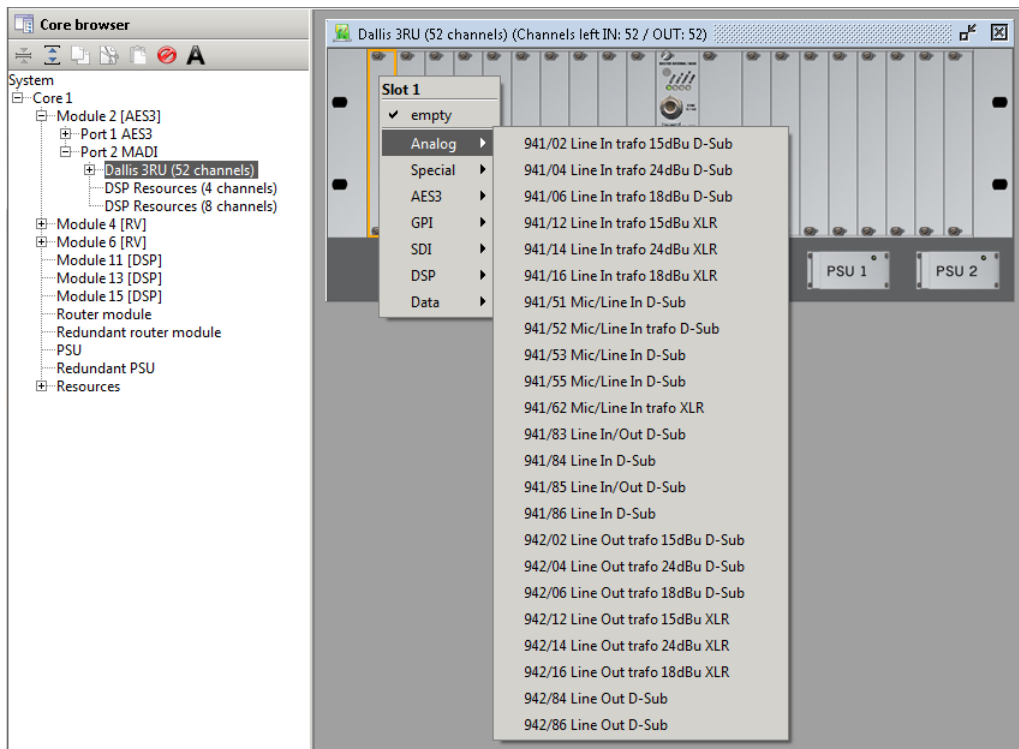 Core browser
A
System
Core 1
Module 2 [AES3]
Port 1 AES3
Port 2 MADI
Dallis 3RU (52 channels)
DSP Resources (4 channels)
DSP Resources (8 channels)
Module 4 [RV]
Module 6 [RV]
Module 11 [DSP]
Module 13 [DSP]
Module 15 [DSP]
Router module
Redundant router module
PSU
Redundant PSU
Resources
Dallis 3RU (52 channels) (Channels left IN: 52 / OUT: 52)
Slot 1
empty
Analog
Special
AES3
GPI
SDI
DSP
Data
941/02 Line In trafo 15dBu D-Sub
941/04 Line In trafo 24dBu D-Sub
941/06 Line In trafo 18dBu D-Sub
941/12 Line In trafo 15dBu XLR
941/14 Line In trafo 24dBu XLR
941/16 Line In trafo 18dBu XLR
941/51 Mic/Line In D-Sub
941/52 Mic/Line In trafo D-Sub
941/53 Mic/Line In D-Sub
941/55 Mic/Line In D-Sub
941/62 Mic/Line In trafo XLR
941/83 Line In/Out D-Sub
941/84 Line In D-Sub
941/85 Line In/Out D-Sub
941/86 Line In D-Sub
942/02 Line Out trafo 15dBu D-Sub
942/04 Line Out trafo 24dBu D-Sub
942/06 Line Out trafo 18dBu D-Sub
942/12 Line Out trafo 15dBu XLR
942/14 Line Out trafo 24dBu XLR
942/16 Line Out trafo 18dBu XLR
942/84 Line Out D-Sub
942/86 Line Out D-Sub
PSU 1
PSU 2